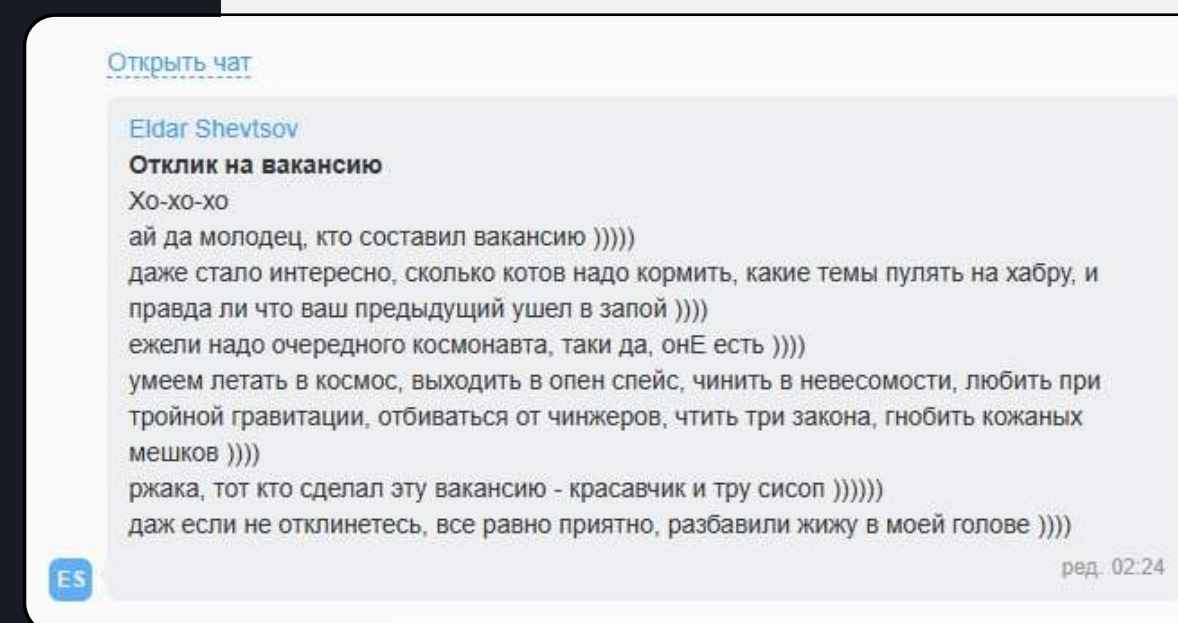 Открыть чат
Eldar Shevtsov
Отклик на вакансию
Хо-хо-хо
ай да молодец, кто составил вакансию )))))
даже стало интересно, сколько котов надо кормить, какие темы пулять на хабру, и
правда ли что ваш предыдущий ушел в запой ))))
ежели надо очередного космонавта, таки да, онЕ есть ))))
умеем летать в космос, выходить в опен спейс, чинить в невесомости, любить при
тройной гравитации, отбиваться от чинжеров, чтить три закона, гнобить кожаных
мешков ))))
ржака, тот кто сделал эту вакансию - красавчик и тру сисоп ))))))
даж если не отклинетесь, все равно приятно, разбавили жижу в моей голове ))))
ред. 02:24
ES